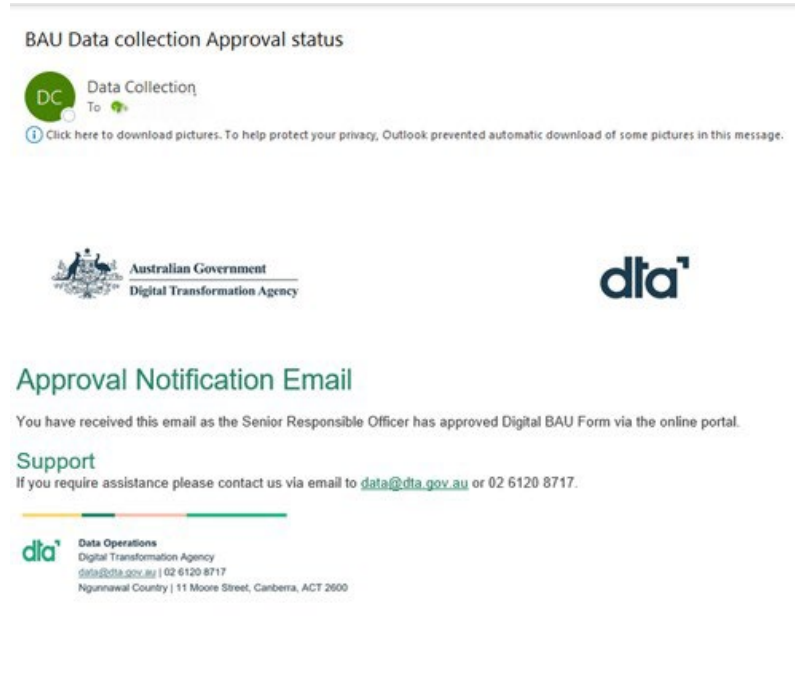 BAU Data collection Approval status
DC
Data Collection
To
Click here to download pictures. To help protect your privacy, Outlook prevented automatic download of some pictures in this message.
Australian Government
Digital Transformation Agency
dta
Approval Notification Email
You have received this email as the Senior Responsible Officer has approved Digital BAU Form via the online portal.
Support
If you require assistance please contact us via email to data@dta.gov.au or 02 6120 8717.
dta
Data Operations
Digital Transformation Agency
data@dta.gov.au | 02 6120 8717
Ngunnawal Country | 11 Moore Street, Canberra, ACT 2600